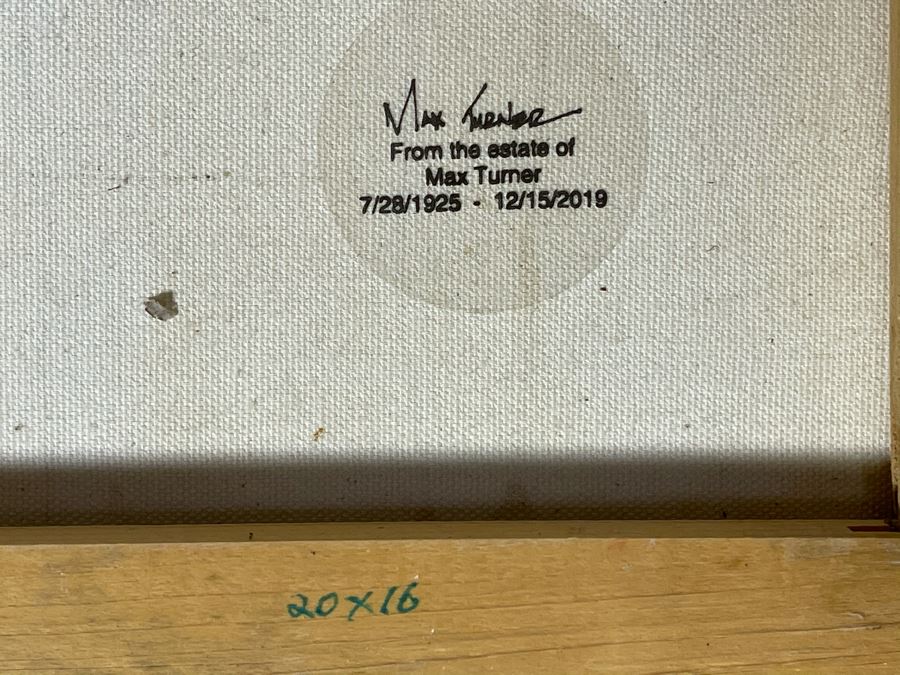 Max Turner
From the estate of
Max Turner
7/28/1925 - 12/15/2019
20x16